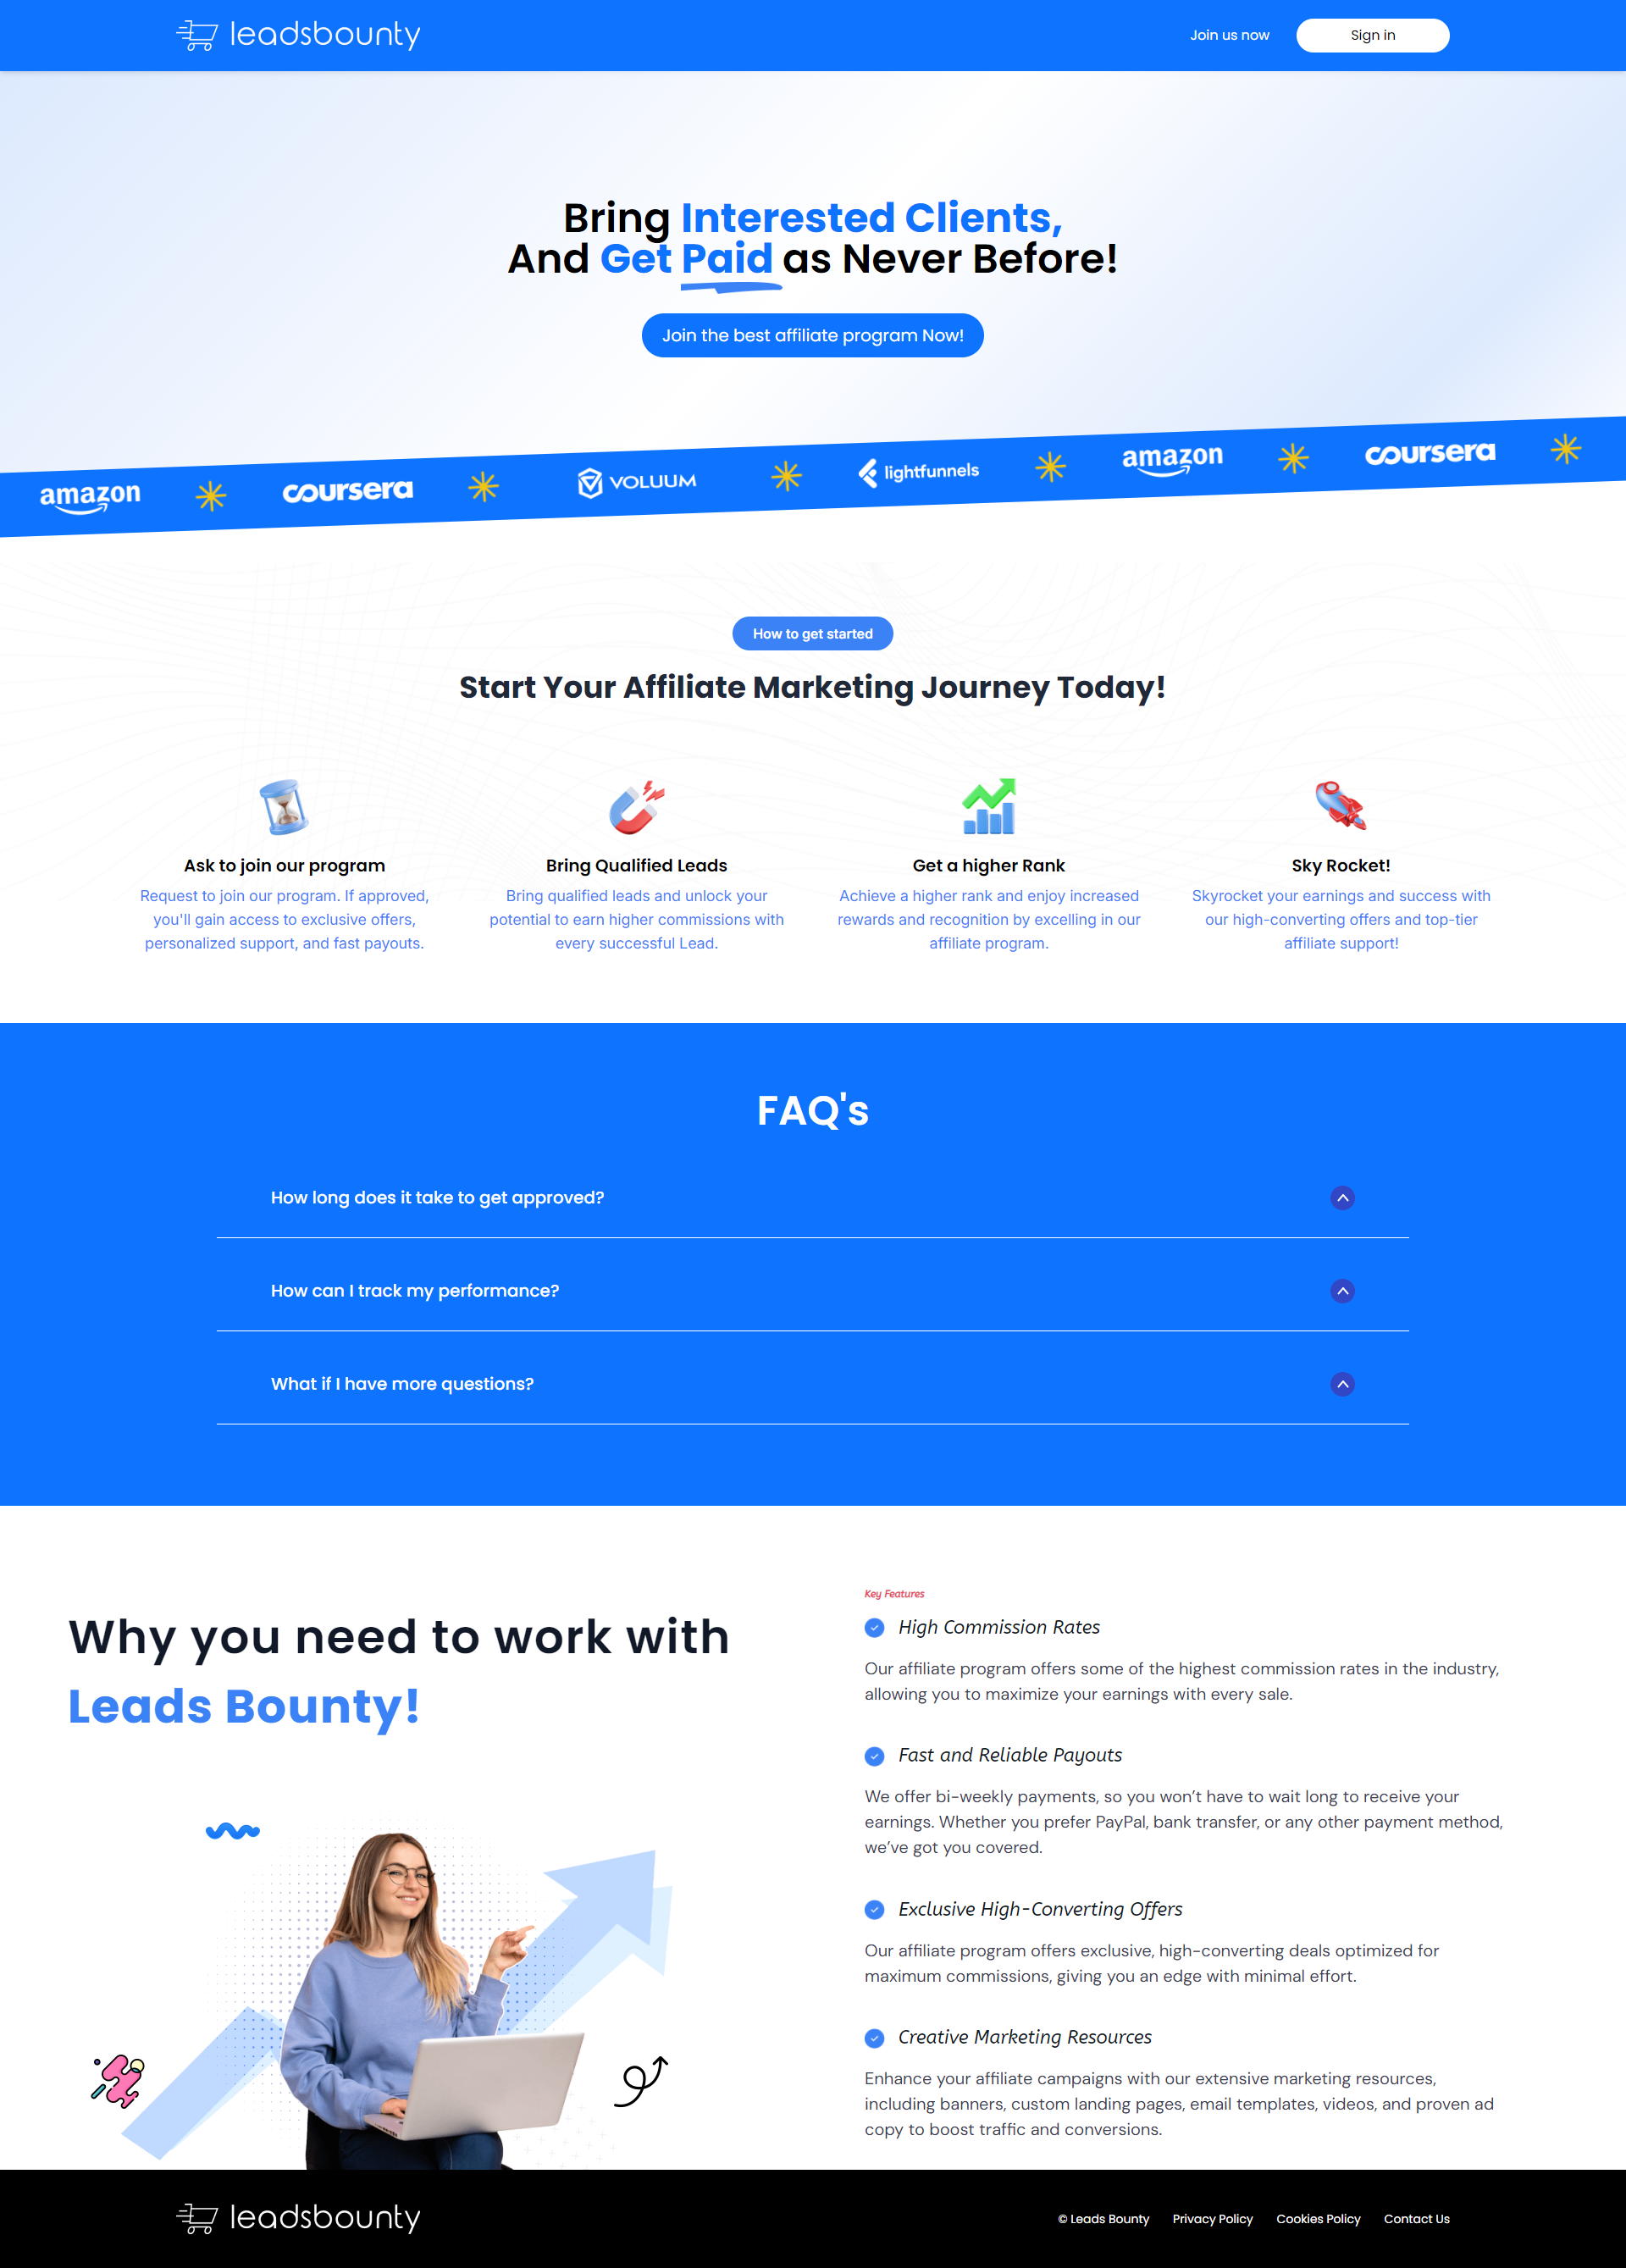 leadsbounty
Join us now
Sign in
Bring Interested Clients,
And Get Paid as Never Before!
Join the best affiliate program Now!
amazon
coursera
VOLUUM
lightfunnels
amazon
coursera
How to get started
Start Your Affiliate Marketing Journey Today!
Ask to join our program
Request to join our program. If approved,
you'll gain access to exclusive offers,
personalized support, and fast payouts.
Bring Qualified Leads
Bring qualified leads and unlock your
potential to earn higher commissions with
every successful Lead.
Get a higher Rank
Achieve a higher rank and enjoy increased
rewards and recognition by excelling in our
affiliate program.
Sky Rocket!
Skyrocket your earnings and success with
our high-converting offers and top-tier
affiliate support!
FAQ's
How long does it take to get approved?
How can I track my performance?
What if I have more questions?
Why you need to work with
Leads Bounty!
Key Features
High Commission Rates
Our affiliate program offers some of the highest commission rates in the industry,
allowing you to maximize your earnings with every sale.
Fast and Reliable Payouts
We offer bi-weekly payments, so you won’t have to wait long to receive your
earnings. Whether you prefer PayPal, bank transfer, or any other payment method,
we’ve got you covered.
Exclusive High-Converting Offers
Our affiliate program offers exclusive, high-converting deals optimized for
maximum commissions, giving you an edge with minimal effort.
Creative Marketing Resources
Enhance your affiliate campaigns with our extensive marketing resources,
including banners, custom landing pages, email templates, videos, and proven ad
copy to boost traffic and conversions.
leadsbounty
© Leads Bounty
Privacy Policy
Cookies Policy
Contact Us